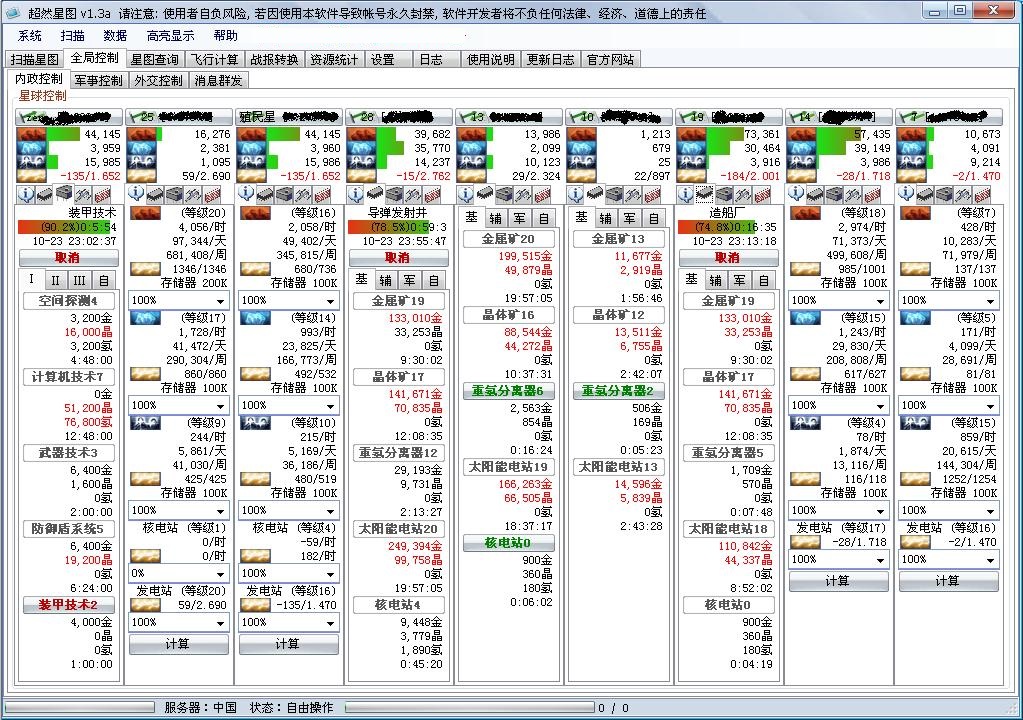 超然星图 v1.3a 请注意: 使用者自负风险, 若因使用本软件导致帐号永久封禁, 软件开发者将不负任何法律、经济、道德上的责任
系统 扫描 数据 高亮显示 帮助
扫描星图 全局控制 星图查询 飞行计算 战报转换 资源统计 设置 日志 使用说明 更新日志 官方网站
内政控制 军事控制 外交控制 消息群发
星球控制
44,145
3,959
15,985
-135/1.652
装甲技术
(90.2%)0:5:54
10-23 23:02:37
取消
I II III 自
空间探测4
3,200金
16,000晶
3,200氢
4:48:00
计算机技术7
0金
51,200晶
76,800氢
12:48:00
武器技术3
6,400金
1,600晶
0氢
2:00:00
防御盾系统5
6,400金
19,200晶
0氢
6:24:00
装甲技术2
4,000金
0晶
0氢
1:00:00
25
16,276
2,381
1,095
59/2.690
(等级20)
4,056/时
97,344/天
681,408/周
1346/1346
存储器 200K
100%
(等级17)
1,728/时
41,472/天
290,304/周
860/860
存储器 100K
100%
(等级9)
244/时
5,861/天
41,030/周
425/425
存储器 100K
100%
核电站 (等级1)
0/时
0/时
0%
发电站 (等级20)
59/2.690
100%
计算
殖民星
44,145
3,960
15,986
-135/1.652
(等级16)
2,058/时
49,402/天
345,815/周
680/736
存储器 100K
100%
(等级14)
993/时
23,825/天
166,773/周
492/532
存储器 100K
100%
(等级10)
215/时
5,169/天
36,186/周
480/519
存储器 100K
100%
核电站 (等级4)
-59/时
182/时
100%
发电站 (等级16)
-135/1.470
100%
计算
28
39,682
35,770
14,237
-15/2.762
导弹发射井
(78.5%)0:59:3
10-23 23:55:47
取消
基 辅 军 自
金属矿19
133,010金
33,253晶
0氢
9:30:02
晶体矿17
141,671金
70,835晶
0氢
12:08:35
重氢分离器12
29,193金
9,731晶
0氢
2:13:27
太阳能电站20
249,394金
99,758晶
0氢
19:57:05
核电站4
9,448金
3,779晶
1,890氢
0:45:20
13
13,986
2,099
10,123
29/2.324
基 辅 军 自
金属矿20
199,515金
49,879晶
0氢
19:57:05
晶体矿16
88,544金
44,272晶
0氢
10:37:31
重氢分离器6
2,563金
854晶
0氢
0:16:24
太阳能电站19
166,263金
66,505晶
0氢
18:37:17
核电站0
900金
360晶
180氢
0:06:02
10
1,213
679
25
22/897
基 辅 军 自
金属矿13
11,677金
2,919晶
0氢
1:56:46
晶体矿12
13,511金
6,755晶
0氢
2:42:07
重氢分离器2
506金
169晶
0氢
0:05:23
太阳能电站13
14,596金
5,839晶
0氢
2:43:28
19
73,361
30,464
3,916
-184/2.001
造船厂
(74.8%)0:16:35
10-23 23:13:18
取消
基 辅 军 自
金属矿19
133,010金
33,253晶
0氢
9:30:02
晶体矿17
141,671金
70,835晶
0氢
12:08:35
重氢分离器5
1,709金
570晶
0氢
0:07:48
太阳能电站18
110,842金
44,337晶
0氢
8:52:02
核电站0
900金
360晶
180氢
0:04:19
14
57,435
39,149
3,986
-28/1.718
(等级18)
2,974/时
71,373/天
499,608/周
985/1001
存储器 100K
100%
(等级15)
1,243/时
29,830/天
208,808/周
617/627
存储器 100K
100%
(等级4)
78/时
1,874/天
13,116/周
116/118
存储器 100K
100%
发电站 (等级17)
-28/1.718
100%
计算
7
10,673
4,091
9,214
-2/1.470
(等级7)
428/时
10,283/天
71,979/周
137/137
存储器 100K
100%
(等级5)
171/时
4,099/天
28,691/周
81/81
存储器 100K
100%
(等级15)
859/时
20,615/天
144,304/周
1252/1254
存储器 100K
100%
发电站 (等级16)
-2/1.470
100%
计算
服务器：中国 状态：自由操作 0 / 0